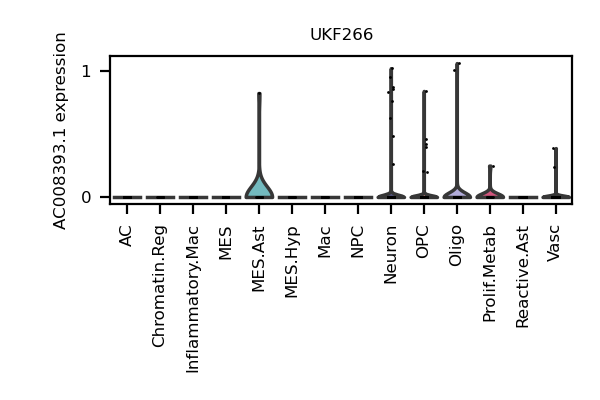 UKF266
AC008393.1 expression
1
0
AC
Chromatin.Reg
Inflammatory.Mac
MES
MES.Ast
MES.Hyp
Mac
NPC
Neuron
OPC
Oligo
Prolif.Metab
Reactive.Ast
Vasc